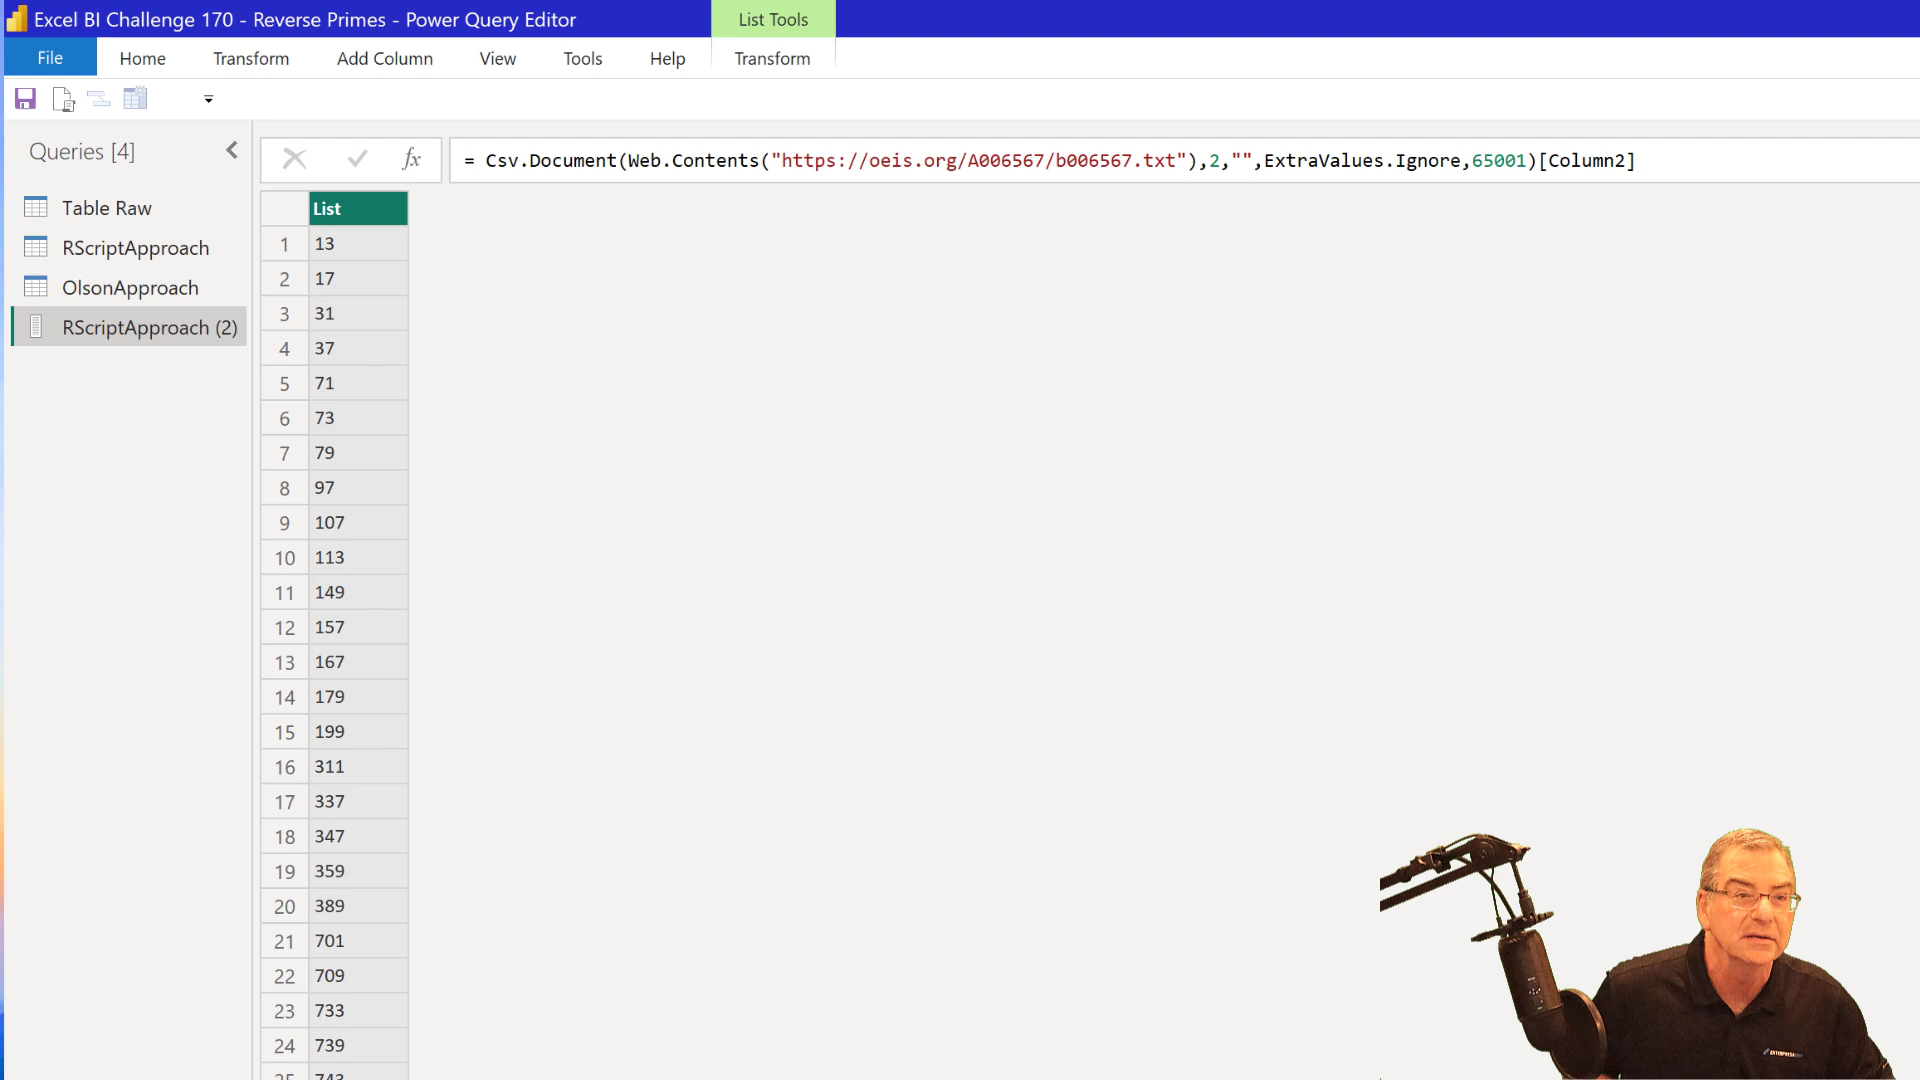 Excel BI Challenge 170 - Reverse Primes - Power Query Editor
List Tools
File
Home
Transform
Add Column
View
Tools
Help
Transform
Queries [4]
fx
= Csv.Document(Web.Contents("https://oeis.org/A006567/b006567.txt"),2,"",ExtraValues.Ignore,65001)[Column2]
Table Raw
RScriptApproach
OlsonApproach
RScriptApproach (2)
List
1 13
2 17
3 31
4 37
5 71
6 73
7 79
8 97
9 107
10 113
11 149
12 157
13 167
14 179
15 199
16 311
17 337
18 347
19 359
20 389
21 701
22 709
23 733
24 739
25 743